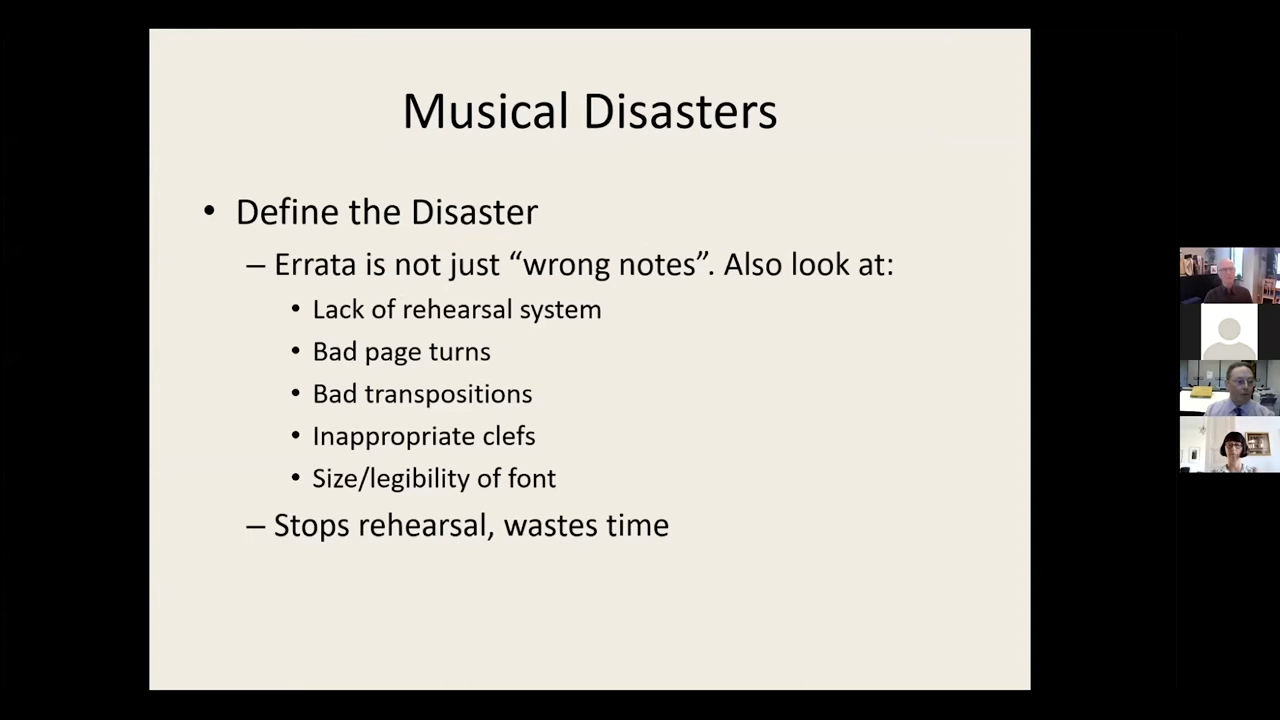 Musical Disasters
• Define the Disaster
– Errata is not just “wrong notes”. Also look at:
• Lack of rehearsal system
• Bad page turns
• Bad transpositions
• Inappropriate clefs
• Size/legibility of font
– Stops rehearsal, wastes time